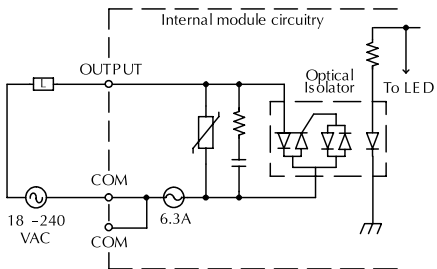 Internal module circuitry
OUTPUT
L
Optical
Isolator
To LED
COM
18 –240
VAC
6.3A
COM